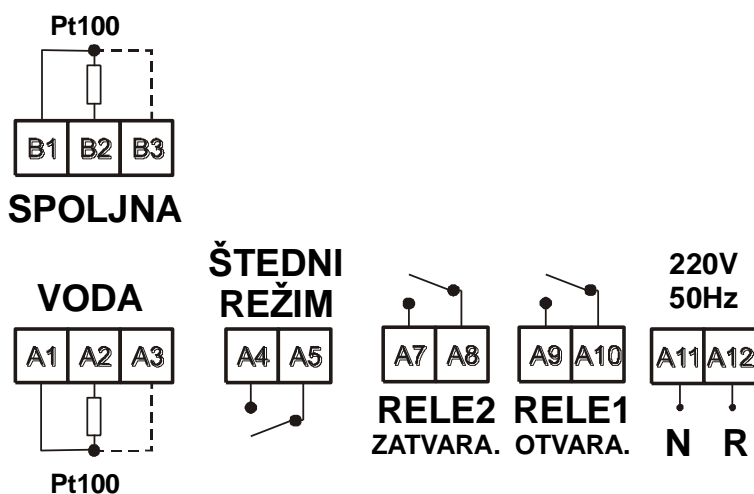 Pt100
B1 B2 B3
SPOLJNA
VODA
A1 A2 A3
Pt100
ŠTEDNI
REŽIM
A4 A5
A7 A8
RELE2
ZATVARA.
A9 A10
RELE1
OTVARA.
220V
50Hz
A11 A12
N R